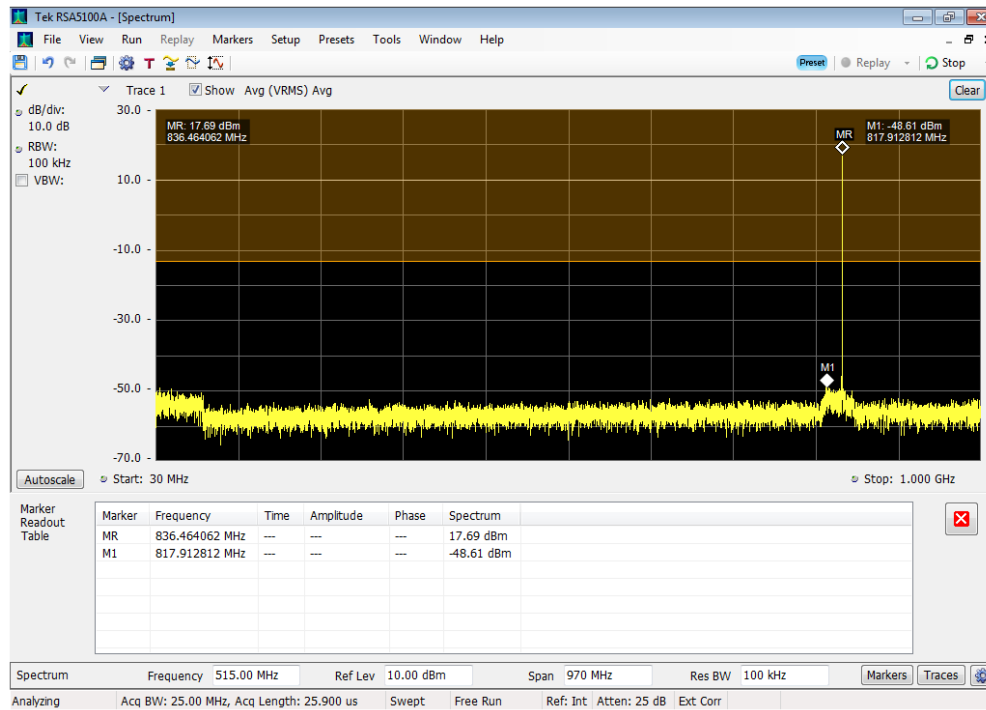 Tek RSA5100A - [Spectrum]
File View Run Replay Markers Setup Presets Tools Window Help
T Preset Replay Stop
Trace 1 Show Avg (VRMS) Avg Clear
dB/div:
10.0 dB
RBW:
100 kHz
VBW:
30.0
10.0
-10.0
-30.0
-50.0
-70.0
MR: 17.69 dBm
836.464062 MHz
MR
M1: -48.61 dBm
817.912812 MHz
M1
Autoscale Start: 30 MHz Stop: 1.000 GHz
Marker
Readout
Table
Marker Frequency Time Amplitude Phase Spectrum
MR 836.464062 MHz --- --- --- 17.69 dBm
M1 817.912812 MHz --- --- --- -48.61 dBm
Spectrum Frequency 515.00 MHz Ref Lev 10.00 dBm Span 970 MHz Res BW 100 kHz Markers Traces
Analyzing Acq BW: 25.00 MHz, Acq Length: 25.900 us Swept Free Run Ref: Int Atten: 25 dB Ext Corr